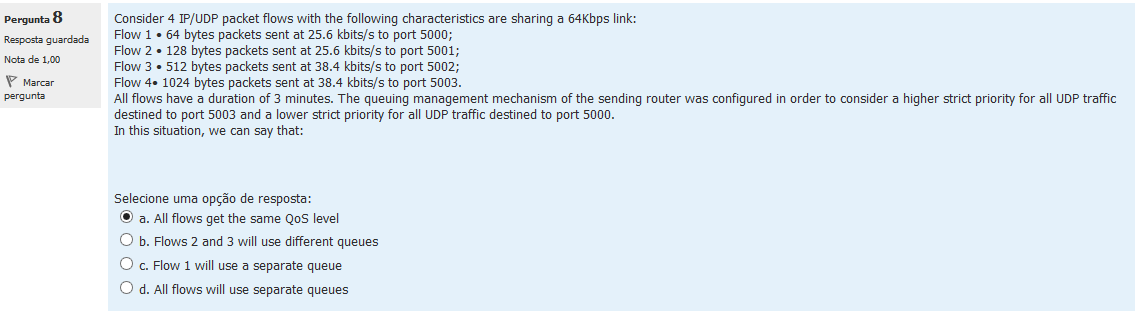 Pergunta 8
Resposta guardada
Nota de 1,00
Marcar
pergunta
Consider 4 IP/UDP packet flows with the following characteristics are sharing a 64Kbps link:
Flow 1 • 64 bytes packets sent at 25.6 kbits/s to port 5000;
Flow 2 • 128 bytes packets sent at 25.6 kbits/s to port 5001;
Flow 3 • 512 bytes packets sent at 38.4 kbits/s to port 5002;
Flow 4• 1024 bytes packets sent at 38.4 kbits/s to port 5003.
All flows have a duration of 3 minutes. The queuing management mechanism of the sending router was configured in order to consider a higher strict priority for all UDP traffic
destined to port 5003 and a lower strict priority for all UDP traffic destined to port 5000.
In this situation, we can say that:
Selecione uma opção de resposta:
a. All flows get the same QoS level
b. Flows 2 and 3 will use different queues
c. Flow 1 will use a separate queue
d. All flows will use separate queues